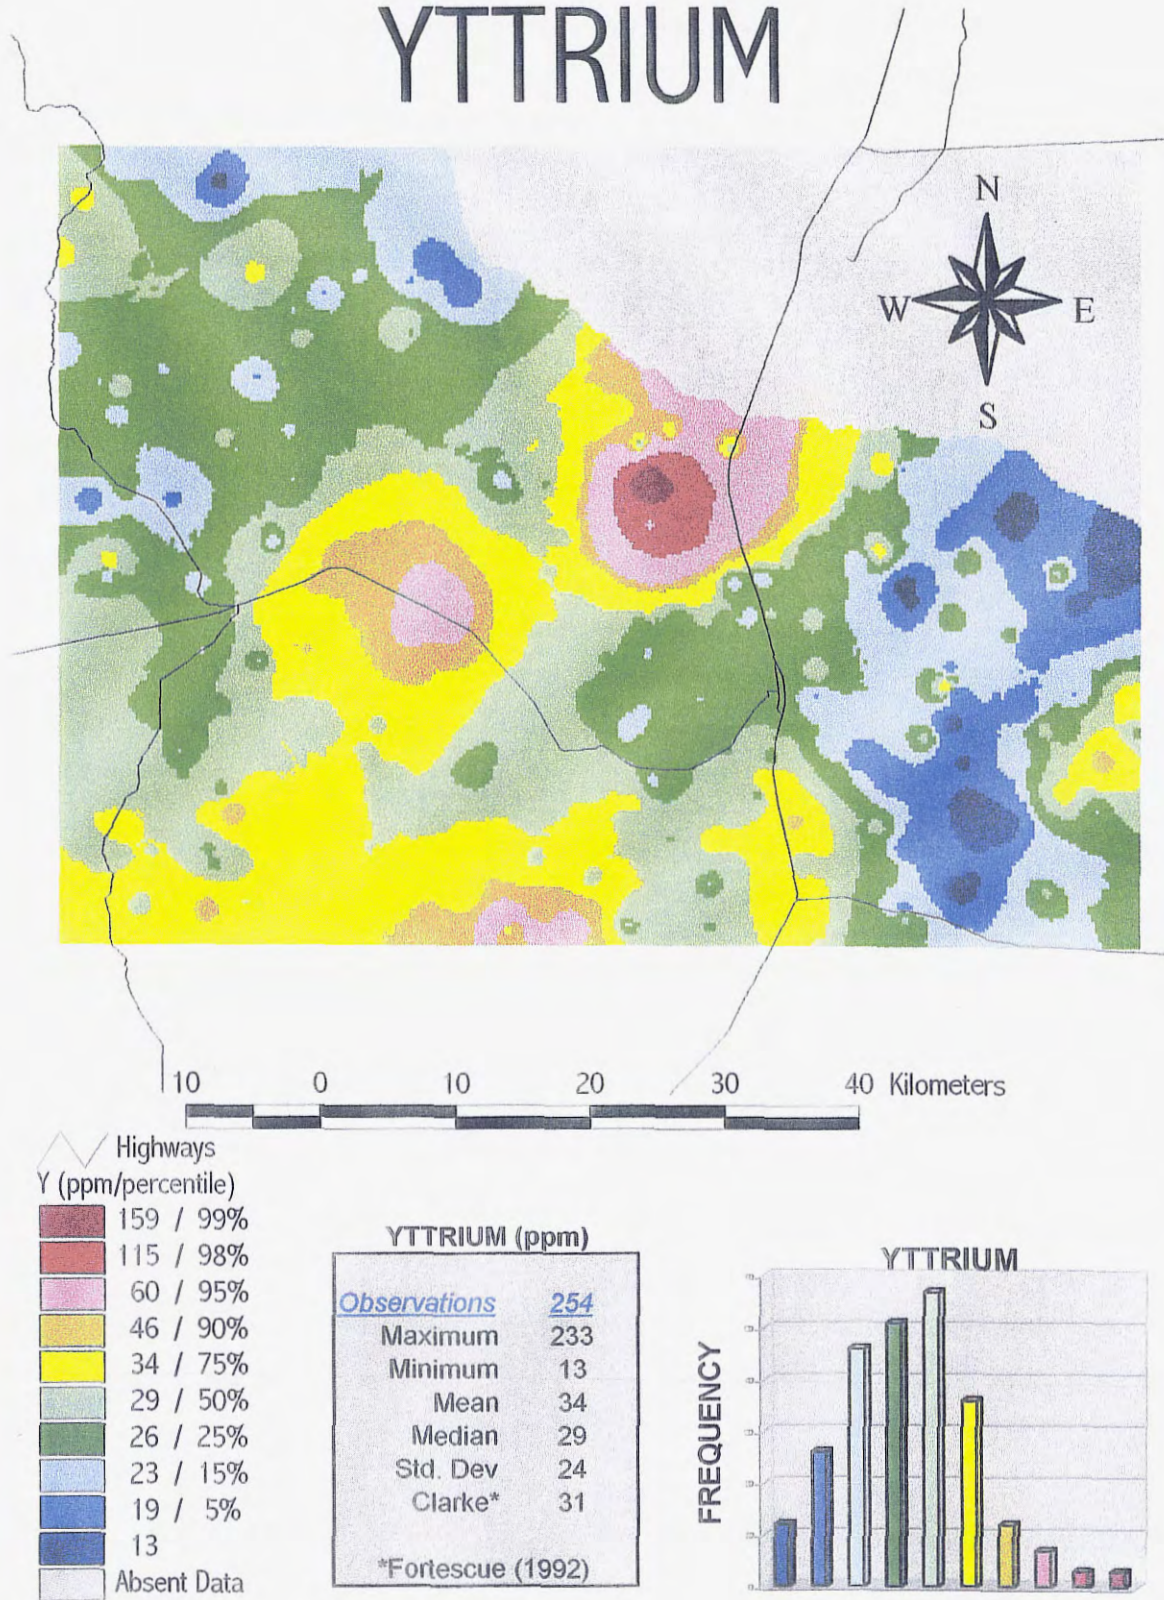 YTTRIUM
N
W E
S
10 0 10 20 30 40 Kilometers
Highways
Y (ppm/percentile)
159 / 99%
115 / 98%
60 / 95%
46 / 90%
34 / 75%
29 / 50%
26 / 25%
23 / 15%
19 / 5%
13
Absent Data
YTTRIUM (ppm)
Observations 254
Maximum 233
Minimum 13
Mean 34
Median 29
Std. Dev 24
Clarke* 31
*Fortescue (1992)
YTTRIUM
FREQUENCY